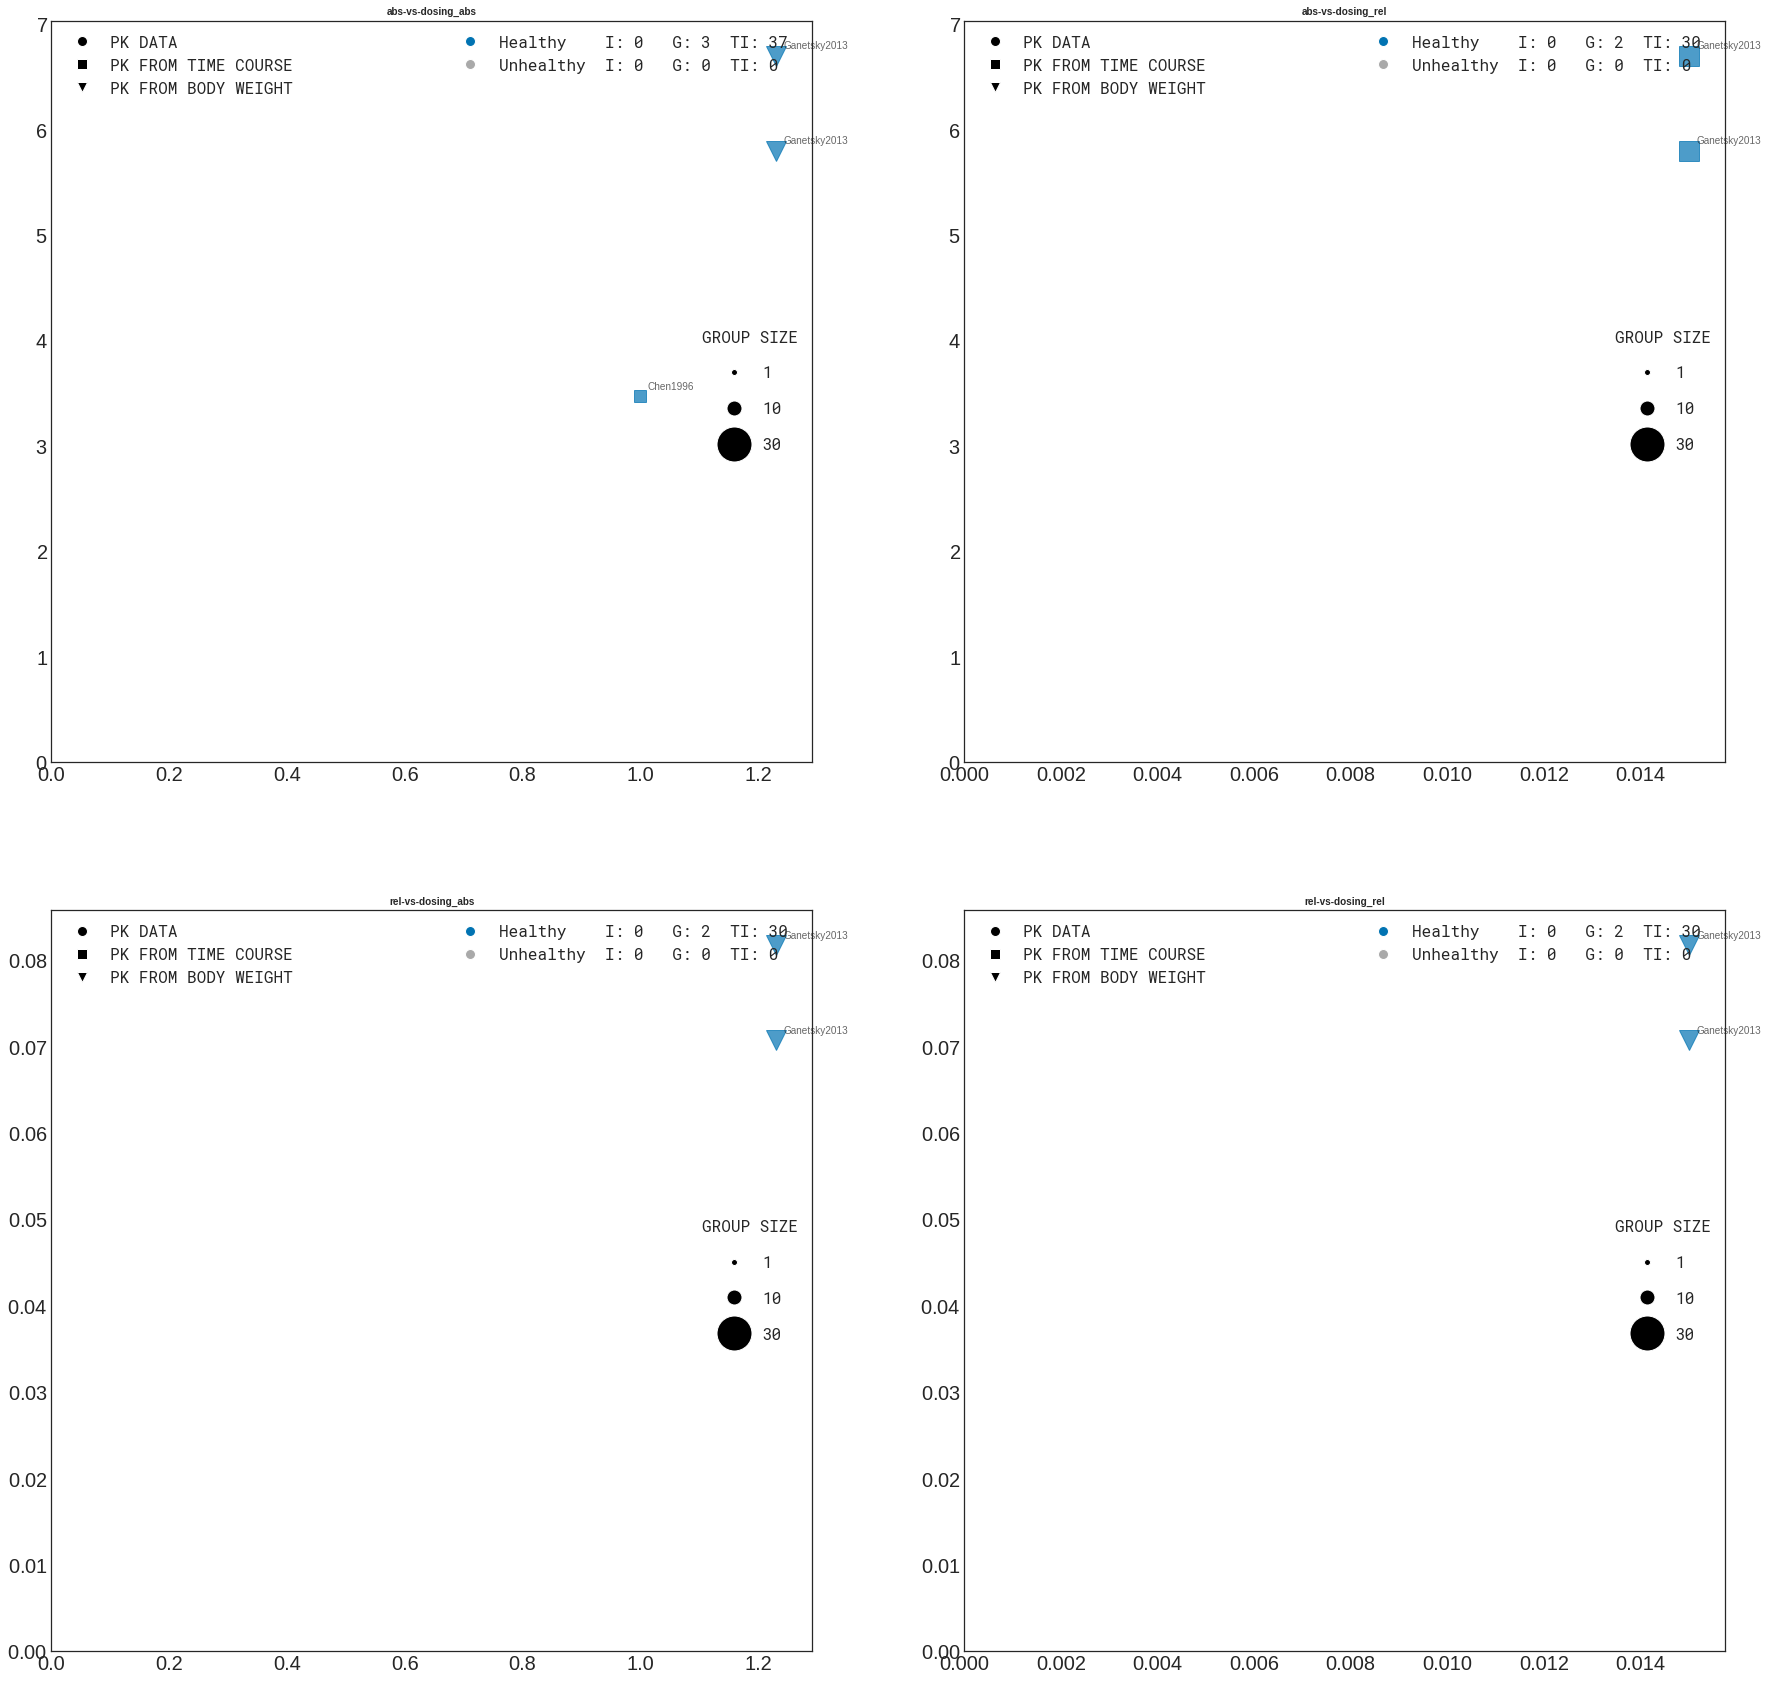 abs-vs-dosing_abs
PK DATA
PK FROM TIME COURSE
PK FROM BODY WEIGHT
Healthy I: 0 G: 3 TI: 37
Unhealthy I: 0 G: 0 TI: 0
Ganetsky2013
Ganetsky2013
Chen1996
GROUP SIZE
1
10
30
7
6
5
4
3
2
1
0
0.0 0.2 0.4 0.6 0.8 1.0 1.2
abs-vs-dosing_rel
PK DATA
PK FROM TIME COURSE
PK FROM BODY WEIGHT
Healthy I: 0 G: 2 TI: 30
Unhealthy I: 0 G: 0 TI: 0
Ganetsky2013
Ganetsky2013
GROUP SIZE
1
10
30
7
6
5
4
3
2
1
0
0.000 0.002 0.004 0.006 0.008 0.010 0.012 0.014
rel-vs-dosing_abs
PK DATA
PK FROM TIME COURSE
PK FROM BODY WEIGHT
Healthy I: 0 G: 2 TI: 30
Unhealthy I: 0 G: 0 TI: 0
Ganetsky2013
Ganetsky2013
GROUP SIZE
1
10
30
0.08
0.07
0.06
0.05
0.04
0.03
0.02
0.01
0.00
0.0 0.2 0.4 0.6 0.8 1.0 1.2
rel-vs-dosing_rel
PK DATA
PK FROM TIME COURSE
PK FROM BODY WEIGHT
Healthy I: 0 G: 2 TI: 30
Unhealthy I: 0 G: 0 TI: 0
Ganetsky2013
Ganetsky2013
GROUP SIZE
1
10
30
0.08
0.07
0.06
0.05
0.04
0.03
0.02
0.01
0.00
0.000 0.002 0.004 0.006 0.008 0.010 0.012 0.014